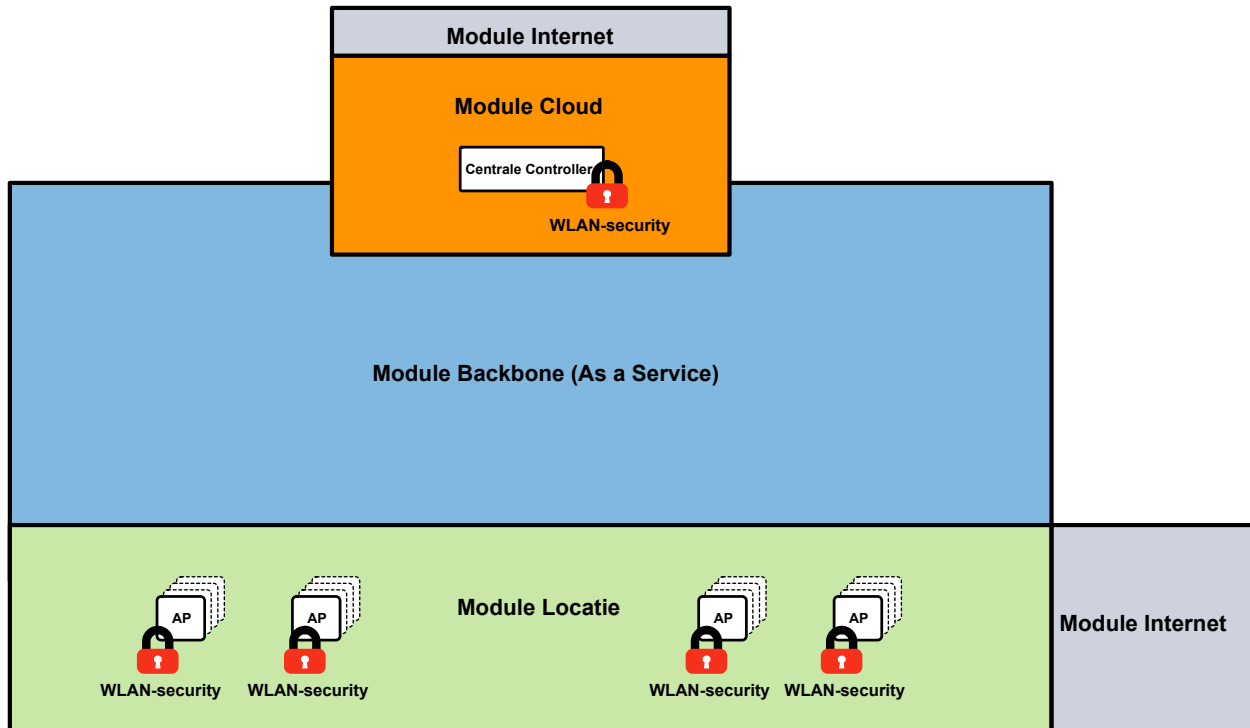 Module Internet
Module Cloud
Centrale Controller
WLAN-security
Module Backbone (As a Service)
Module Locatie
AP
AP
AP
AP
Module Internet
WLAN-security
WLAN-security
WLAN-security
WLAN-security